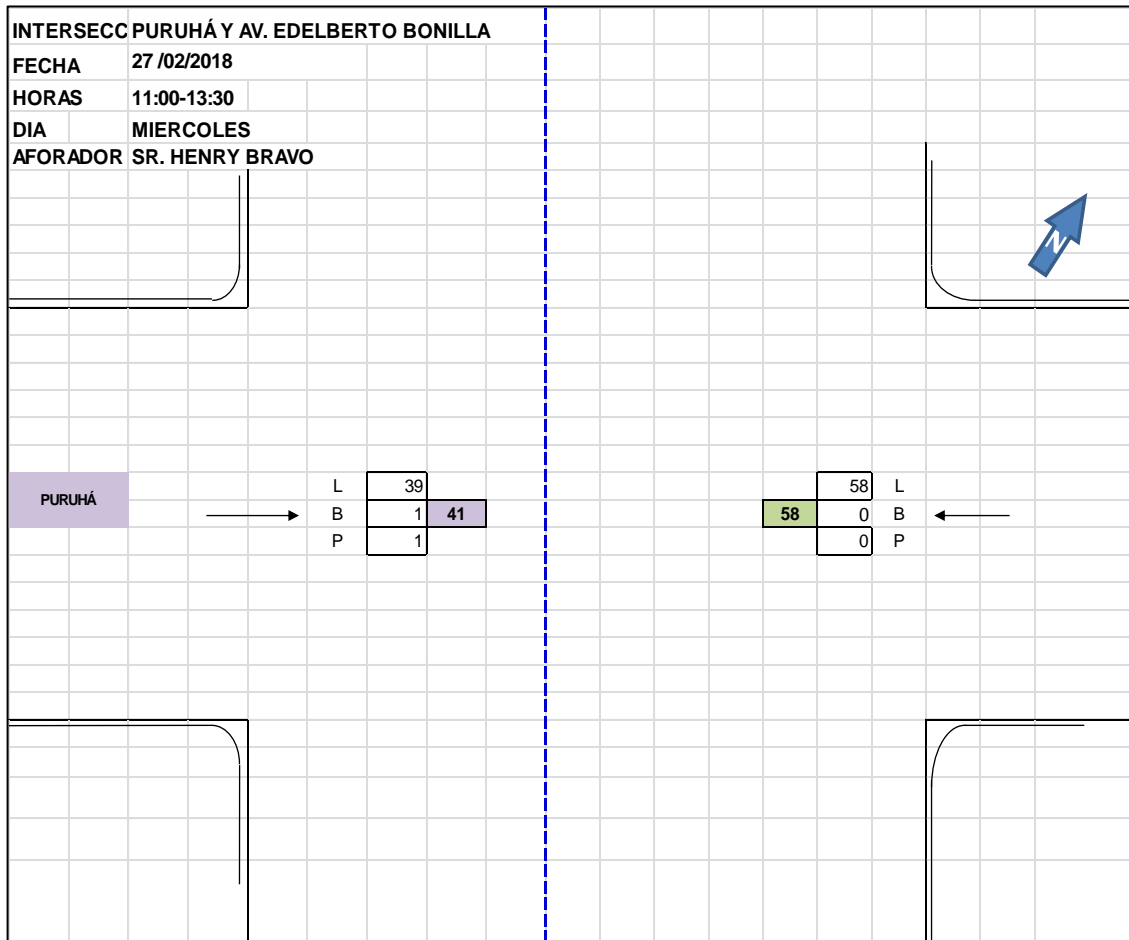 INTERSECC PURUHÁ Y AV. EDELBERTO BONILLA
FECHA 27 /02/2018
HORAS 11:00-13:30
DIA MIERCOLES
AFORADOR SR. HENRY BRAVO
N
PURUHÁ
L 39 58 L
B 1 41 58 0 B
P 1 0 P